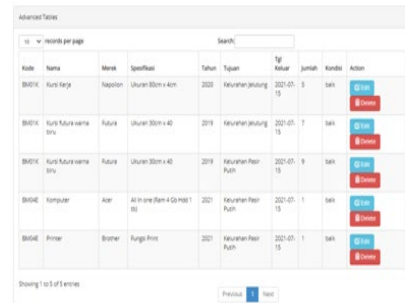 Advanced Tables
10 records per page Search:
Kode Nama Merek Spesifikasi Tahun Tujuan Tgl Keluar Jumlah Kondisi Action
BM01K Kursi Kerja Napolion Ukuran 80cm x 4cm 2020 Kelurahan Jelutung 2021-07-15 5 baik Edit
Delete
BM01K Kursi futura warna biru Futura Ukuran 30cm x 40 2019 Kelurahan Jelutung 2021-07-15 7 baik Edit
Delete
BM01K Kursi futura warna biru Futura Ukuran 30cm x 40 2019 Kelurahan Pasir Putih 2021-07-15 9 baik Edit
Delete
BM04E Komputer Acer All in one (Ram 4 Gb Hdd 1 tb) 2021 Kelurahan Pasir Putih 2021-07-15 1 baik Edit
Delete
BM04E Printer Brother Fungsi Print 2021 Kelurahan Pasir Putih 2021-07-15 1 baik Edit
Delete
Showing 1 to 5 of 5 entries
Previous 1 Next